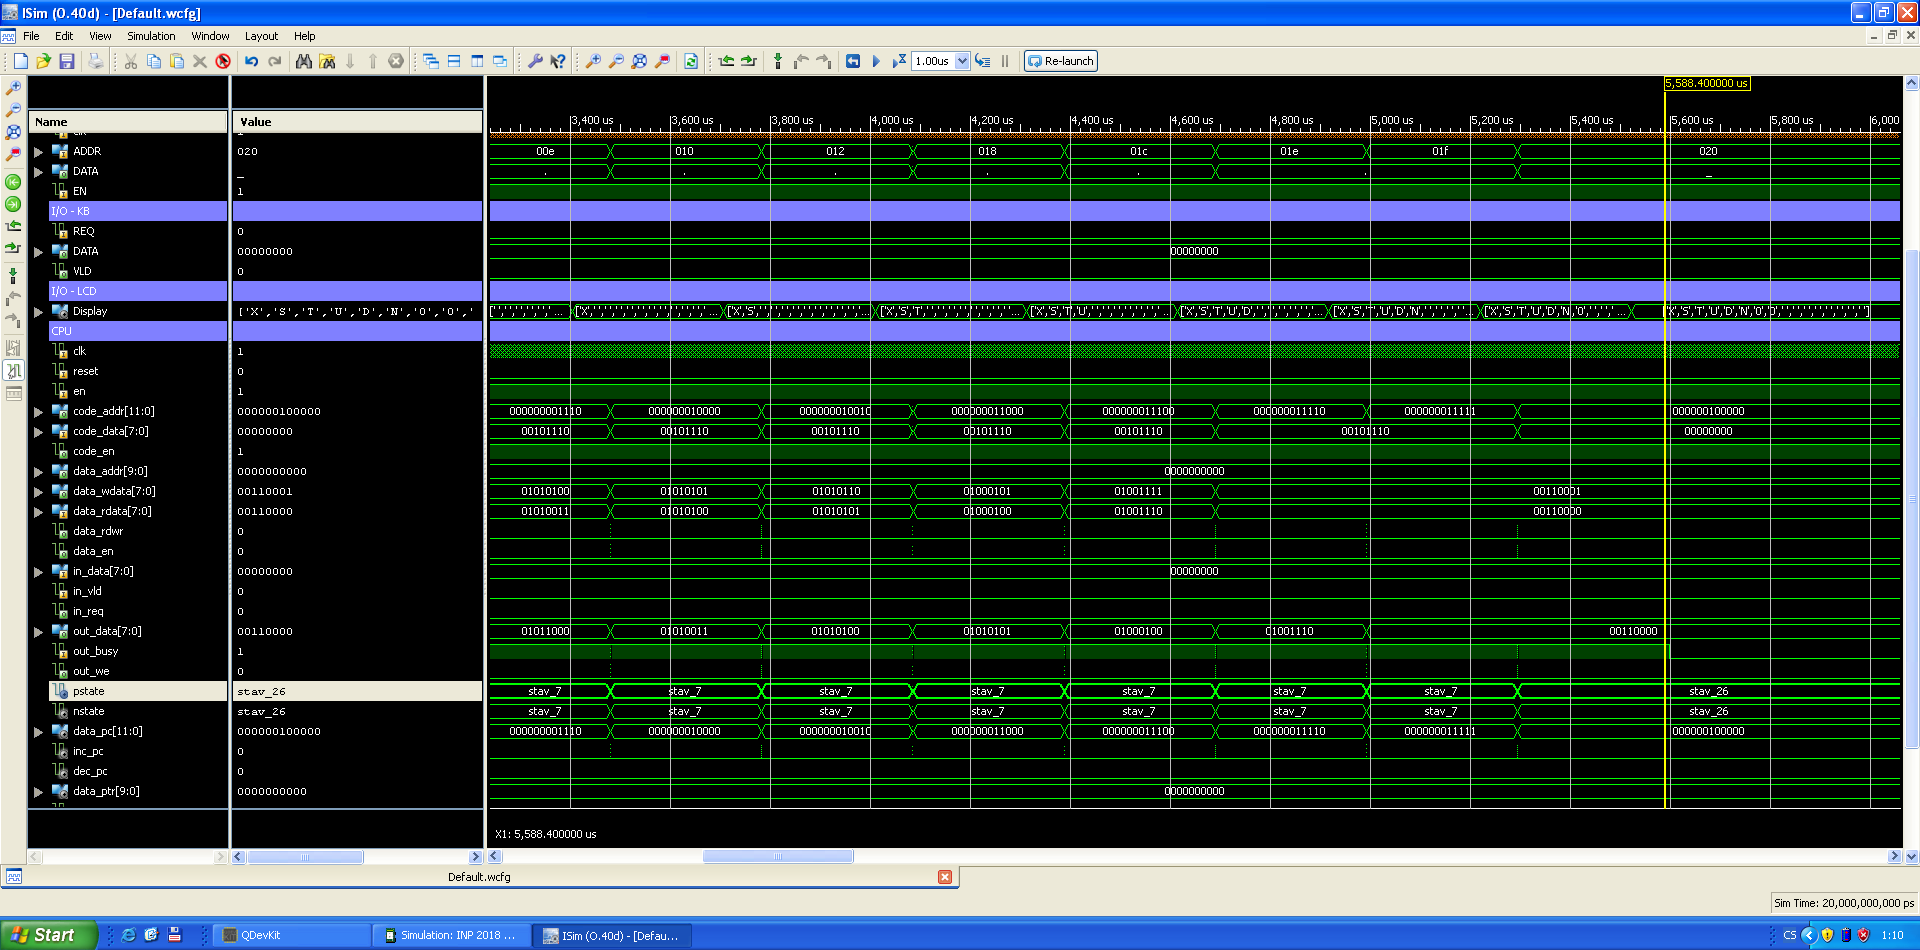 ISim (O.40d) - [Default.wcfg]
File Edit View Simulation Window Layout Help
1.00us Re-launch
5,588.400000 us
Name Value
3,400 us 3,600 us 3,800 us 4,000 us 4,200 us 4,400 us 4,600 us 4,800 us 5,000 us 5,200 us 5,400 us 5,600 us 5,800 us 6,000
ADDR 020 00e 010 012 018 01c 01e 01f 020
DATA _ . . . . . . _
EN 1
I/O - KB
REQ 0
DATA 00000000 00000000
VLD 0
I/O - LCD
Display ['X','S','T','U','D','N','0','0','
CPU
clk 1
reset 0
en 1
code_addr[11:0] 000000100000 000000001110 000000010000 000000010010 000000011000 000000011100 000000011110 000000011111 000000100000
code_data[7:0] 00000000 00101110 00101110 00101110 00101110 00101110 00101110 00000000
code_en 1
data_addr[9:0] 0000000000 0000000000
data_wdata[7:0] 00110001 01010100 01010101 01010110 01000101 01001111 00110001
data_rdata[7:0] 00110000 01010011 01010100 01010101 01000100 01001110 00110000
data_rdwr 0
data_en 0
in_data[7:0] 00000000 00000000
in_vld 0
in_req 0
out_data[7:0] 00110000 01011000 01010011 01010100 01010101 01000100 01001110 00110000
out_busy 1
out_we 0
pstate stav_26 stav_7 stav_7 stav_7 stav_7 stav_7 stav_7 stav_7 stav_26
nstate stav_26 stav_7 stav_7 stav_7 stav_7 stav_7 stav_7 stav_7 stav_26
data_pc[11:0] 000000100000 000000001110 000000010000 000000010010 000000011000 000000011100 000000011110 000000011111 000000100000
inc_pc 0
dec_pc 0
data_ptr[9:0] 0000000000 0000000000
X1: 5,588.400000 us
Default.wcfg
Sim Time: 20,000,000,000 ps
Start QDevKit Simulation: INP 2018 ... ISim (O.40d) - [Defau... CS 1:10